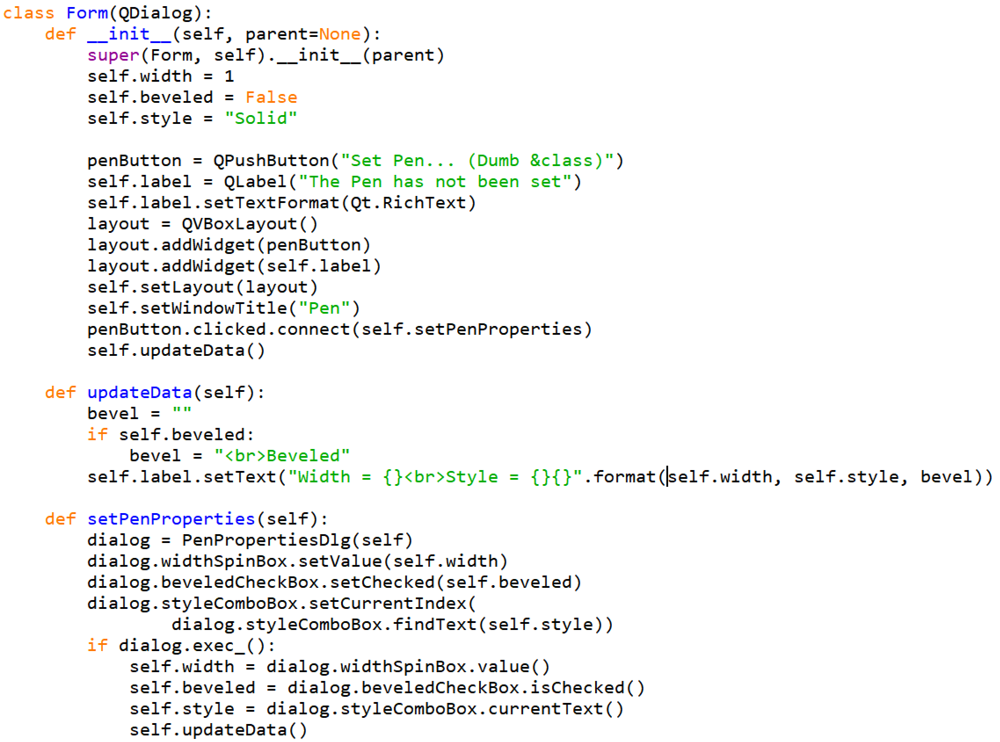 class Form(QDialog):
    def __init__(self, parent=None):
        super(Form, self).__init__(parent)
        self.width = 1
        self.beveled = False
        self.style = "Solid"

        penButton = QPushButton("Set Pen... (Dumb &class)")
        self.label = QLabel("The Pen has not been set")
        self.label.setTextFormat(Qt.RichText)
        layout = QVBoxLayout()
        layout.addWidget(penButton)
        layout.addWidget(self.label)
        self.setLayout(layout)
        self.setWindowTitle("Pen")
        penButton.clicked.connect(self.setPenProperties)
        self.updateData()

    def updateData(self):
        bevel = ""
        if self.beveled:
            bevel = "<br>Beveled"
        self.label.setText("Width = {}<br>Style = {}{}".format(self.width, self.style, bevel))

    def setPenProperties(self):
        dialog = PenPropertiesDlg(self)
        dialog.widthSpinBox.setValue(self.width)
        dialog.beveledCheckBox.setChecked(self.beveled)
        dialog.styleComboBox.setCurrentIndex(
                dialog.styleComboBox.findText(self.style))
        if dialog.exec_():
            self.width = dialog.widthSpinBox.value()
            self.beveled = dialog.beveledCheckBox.isChecked()
            self.style = dialog.styleComboBox.currentText()
            self.updateData()